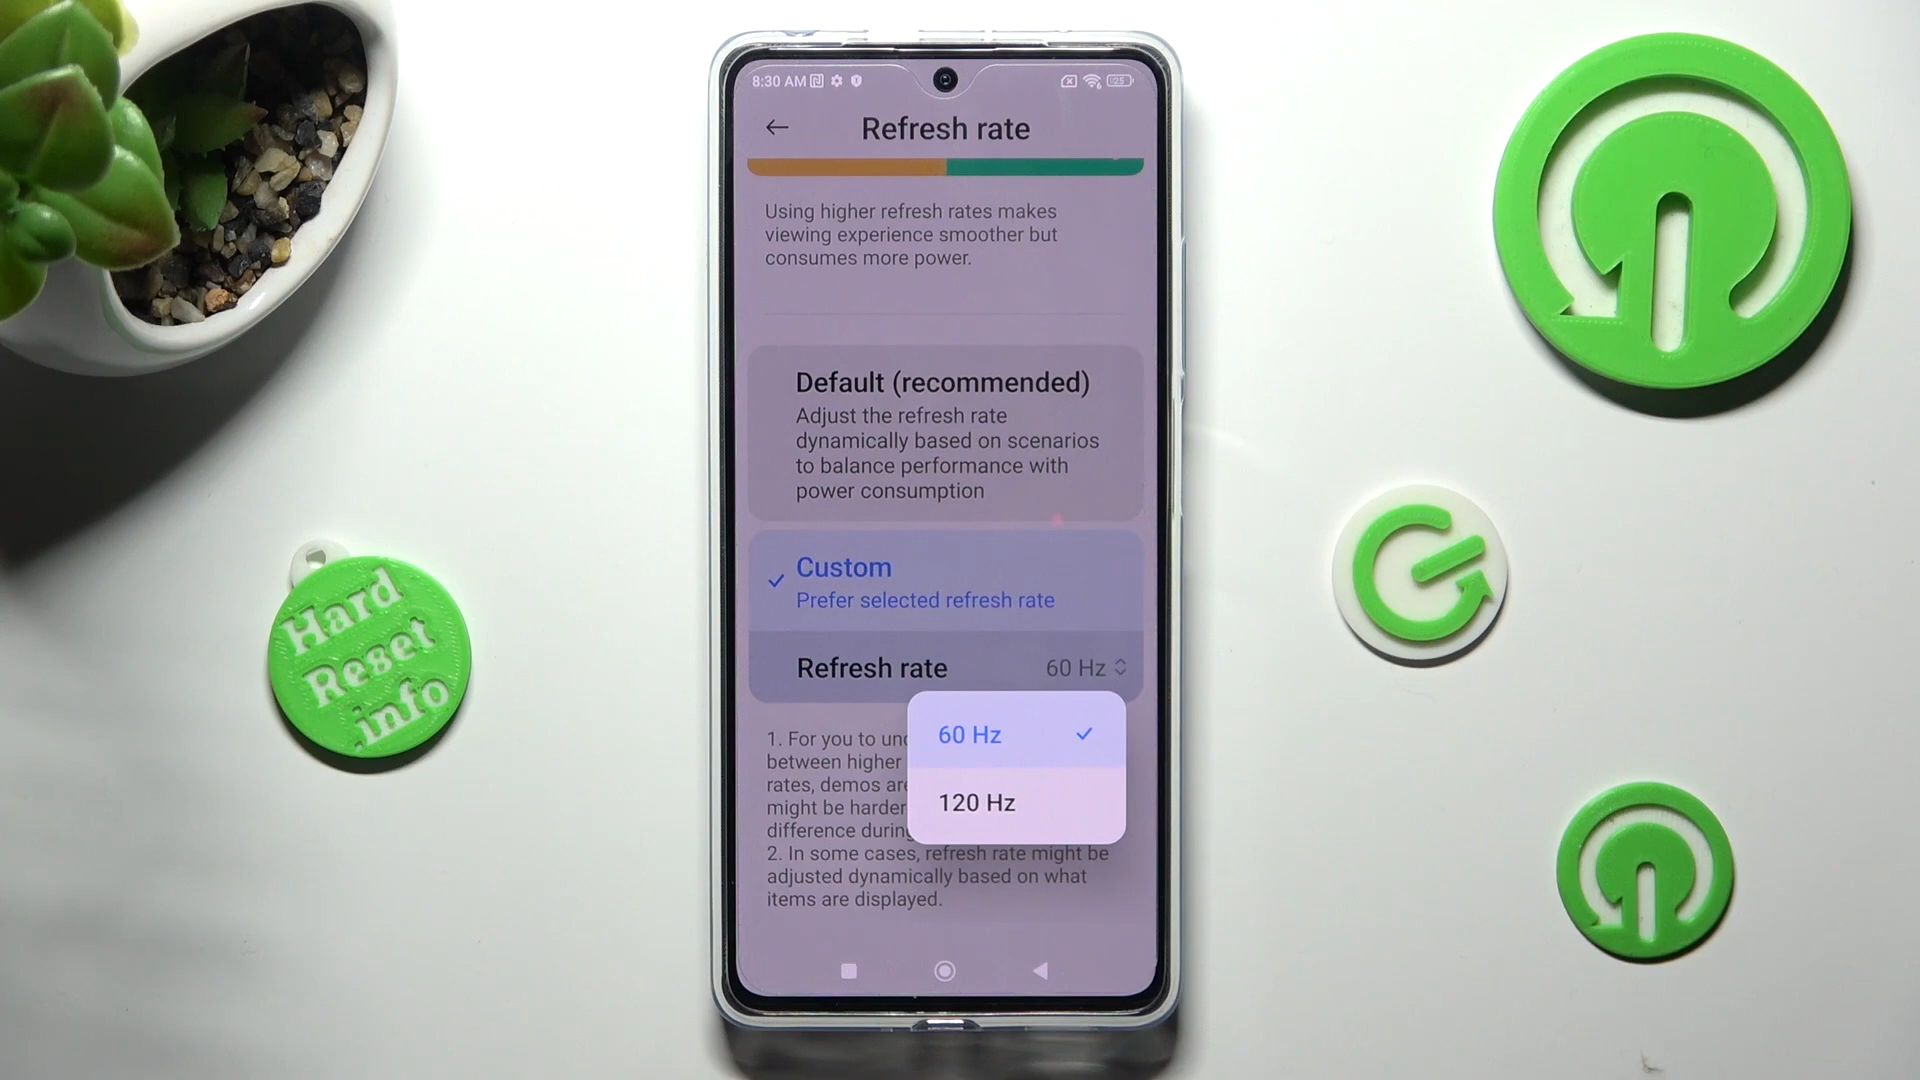 8:30 AM
25
Refresh rate
Using higher refresh rates makes
viewing experience smoother but
consumes more power.
Default (recommended)
Adjust the refresh rate
dynamically based on scenarios
to balance performance with
power consumption
Custom
Prefer selected refresh rate
Refresh rate 60 Hz
60 Hz
120 Hz
1. For you to
between higher
rates, demos
might be harder
difference during
2. In some cases, refresh rate might be
adjusted dynamically based on what
items are displayed.
Hard
Reset
.info